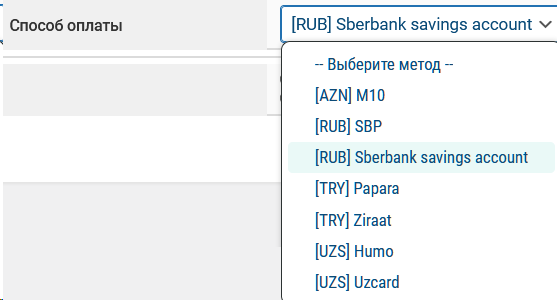 Способ оплаты
[RUB] Sberbank savings account
-- Выберите метод --
[AZN] M10
[RUB] SBP
[RUB] Sberbank savings account
[TRY] Papara
[TRY] Ziraat
[UZS] Humo
[UZS] Uzcard